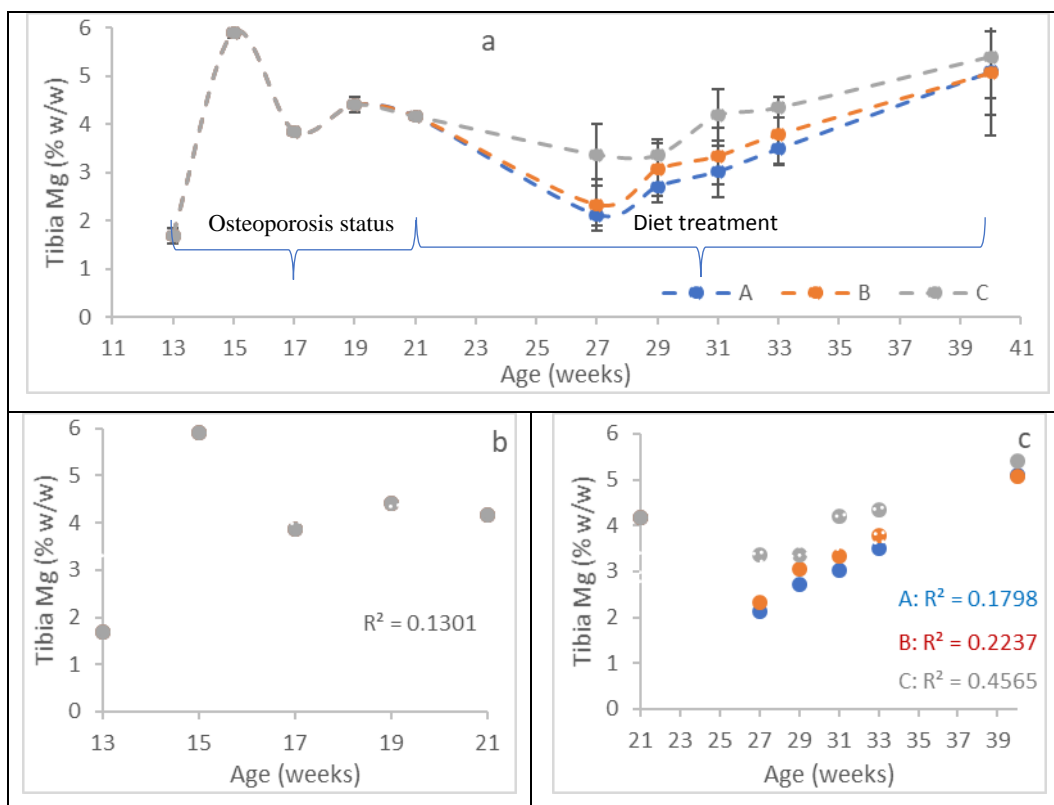 a
Tibia Mg (% w/w)
6
5
4
3
2
1
0
Osteoporosis status
Diet treatment
A B C
11 13 15 17 19 21 23 25 27 29 31 33 35 37 39 41
Age (weeks)
b
Tibia Mg (% w/w)
6
5
4
3
2
1
0
R² = 0.1301
13 15 17 19 21
Age (weeks)
c
Tibia Mg (% w/w)
6
5
4
3
2
1
0
A: R² = 0.1798
B: R² = 0.2237
C: R² = 0.4565
21 23 25 27 29 31 33 35 37 39
Age (weeks)